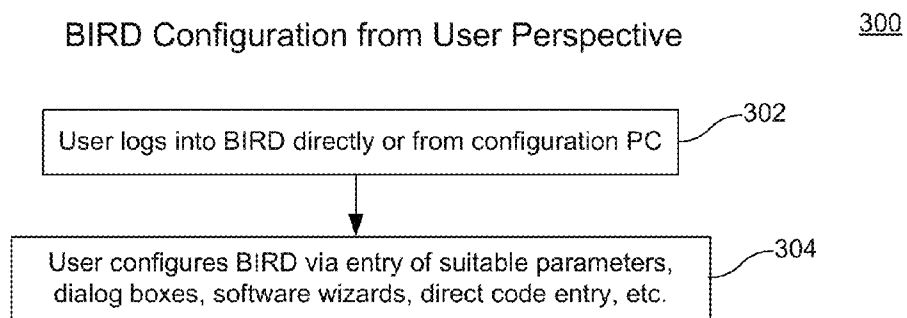 BIRD Configuration from User Perspective
300
302
User logs into BIRD directly or from configuration PC
304
User configures BIRD via entry of suitable parameters,
dialog boxes, software wizards, direct code entry, etc.